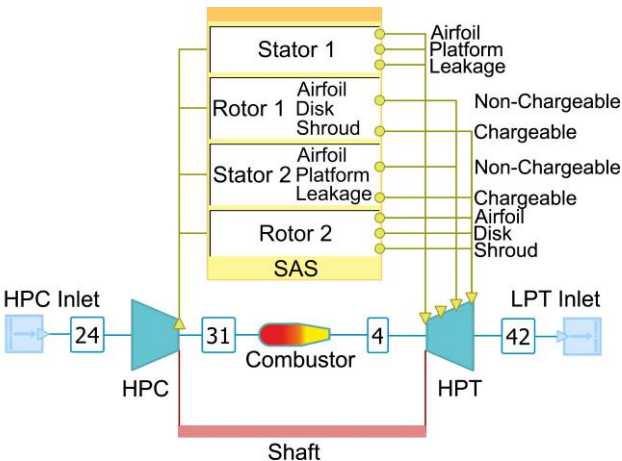 Stator 1
Airfoil
Platform
Leakage
Rotor 1
Airfoil
Disk
Shroud
Non-Chargeable
Chargeable
Stator 2
Airfoil
Platform
Leakage
Non-Chargeable
Chargeable
Rotor 2
Airfoil
Disk
Shroud
SAS
HPC Inlet
24
HPC
31
Combustor
4
HPT
42
LPT Inlet
Shaft